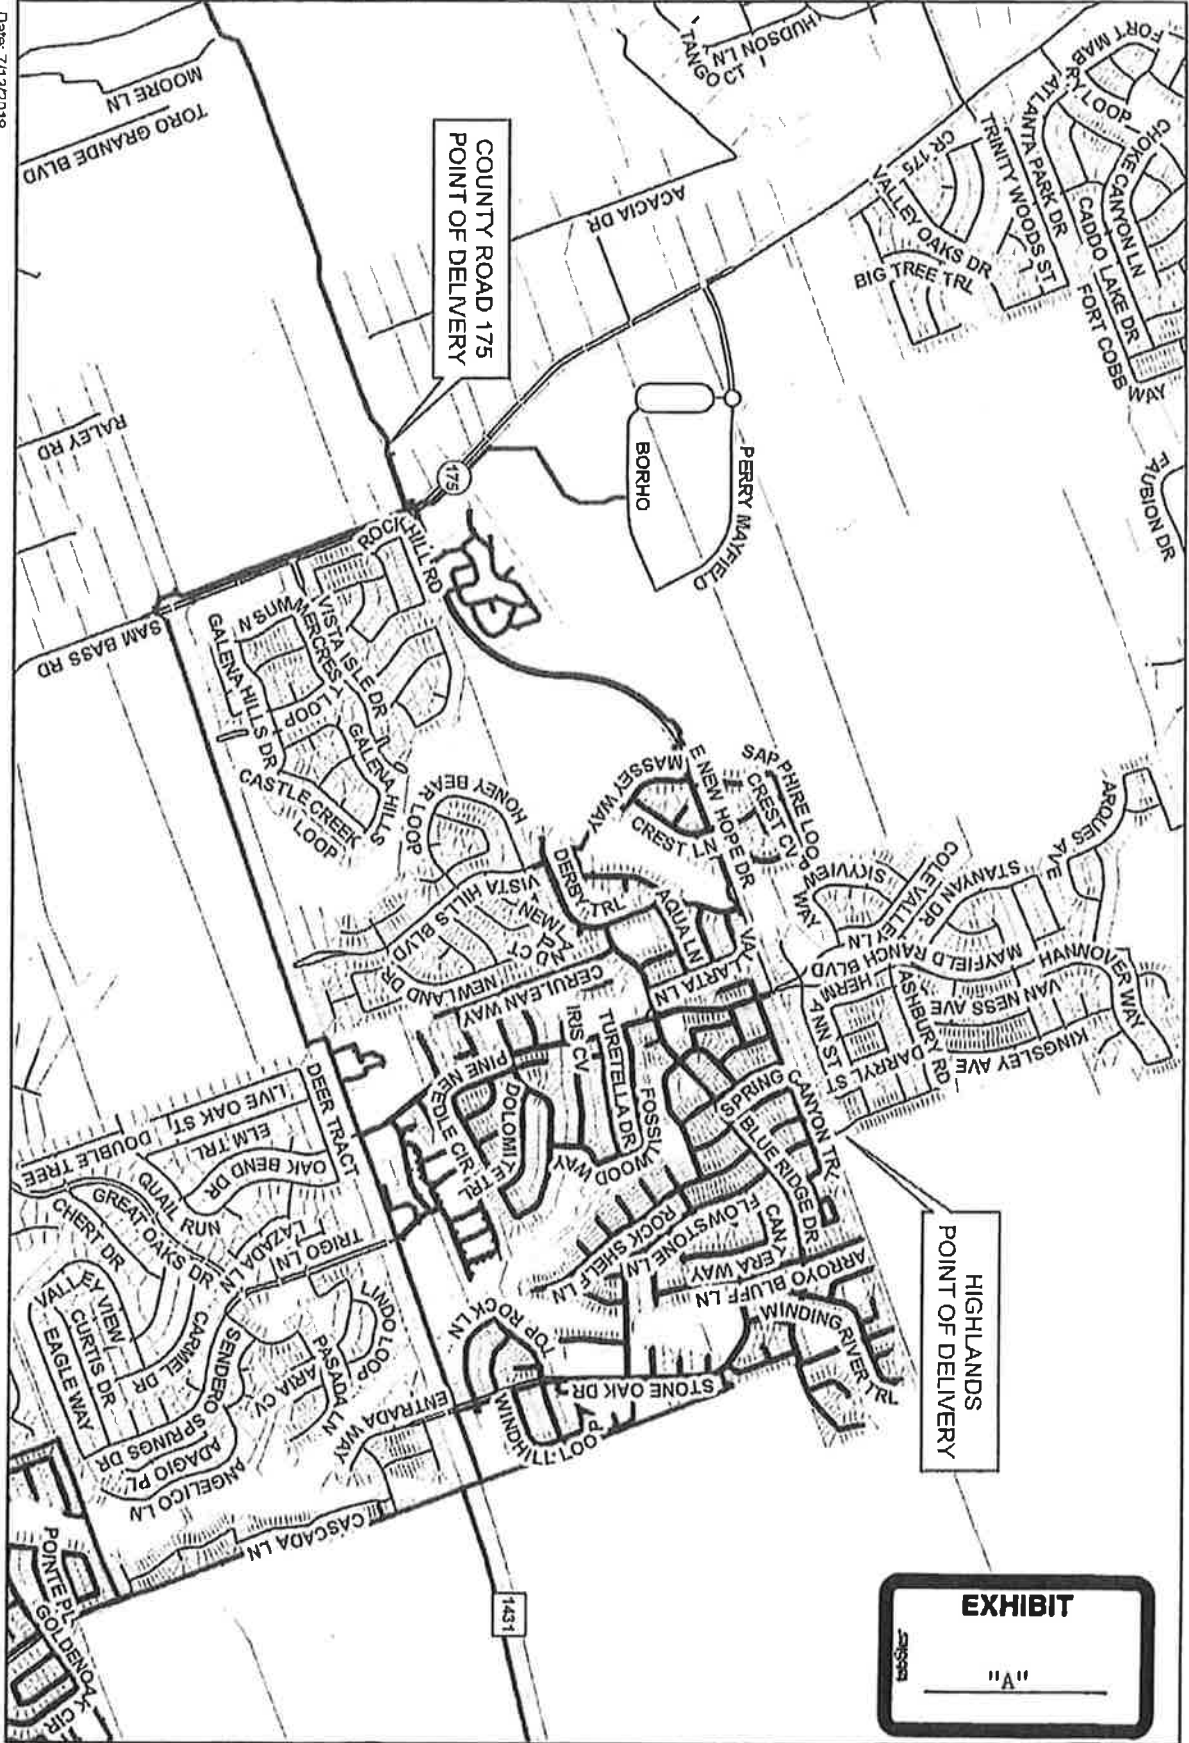 EXHIBIT
"A"
HIGHLANDS
POINT OF DELIVERY
COUNTY ROAD 175
POINT OF DELIVERY
HUDSON LN
TANGO CT
MOORE LN
TORO GRANDE BLVD
ACACIA DR
RALEY RD
175
BORHO
PERRY MAYFIELD
FORT MABRY LOOP
CHOKE CANYON LN
CADDO LAKE DR
FORT COBB WAY
ATLANTA PARK DR
TRINITY WOODS ST
CR 175
VALLEY OAKS DR
BIG TREE TRL
FAUBION DR
ROCK HILL RD
SAM BASS RD
N SUMMERCREST LOOP
VISTA ISLE DR
GALENA HILLS DR
GALENA HILLS LOOP
CASTLE CREEK LOOP
HONEY BEAR LOOP
MASSEY WAY
E NEW HOPE DR
CREST LN
SAPPHIRE LOOP
CREST CV
SKYVIEW WAY
COLE VALLEY LN
STANYAN DR
ARQUES AVE
MAYFIELD RANCH BLVD
HANNOVER WAY
VAN NESS AVE
KINGSLEY AVE
ASHBURY RD
HERMANN ST
DARRYL ST
DERBY TRL
AQUA LN
VALLARTA LN
VISTA HILLS BLVD
NEWLAND CT
NEWLAND DR
CERULEAN WAY
IRIS CV
TURETELLA DR
PINE NEEDLE CIR
DOLOMITE TRL
FOSSILWOOD WAY
SPRING CANYON TRL
BLUE RIDGE DR
ROCK SHELF LN
FLOWSTONE LN
CANTERA WAY
ARROYO BLUFF LN
WINDING RIVER TRL
TOP ROCK LN
STONE OAK DR
WINDHILL LOOP
DEER TRACT
LIVE OAK ST
DOUBLE TREE
ELM TRL
OAK BEND DR
QUAIL RUN
GREAT OAKS DR
CHERT DR
LAZADA LN
TRIGO LN
VALLEY VIEW
CURTIS DR
EAGLE WAY
CARMEL DR
SENDERO SPRINGS DR
LINDO LOOP
PASADA LN
ARIA CV
ADAGIO PL
ANGELICO LN
ENTRADA WAY
CASCADA LN
1431
POINTE PL
GOLDENOAK CIR
Date: 7/13/2018